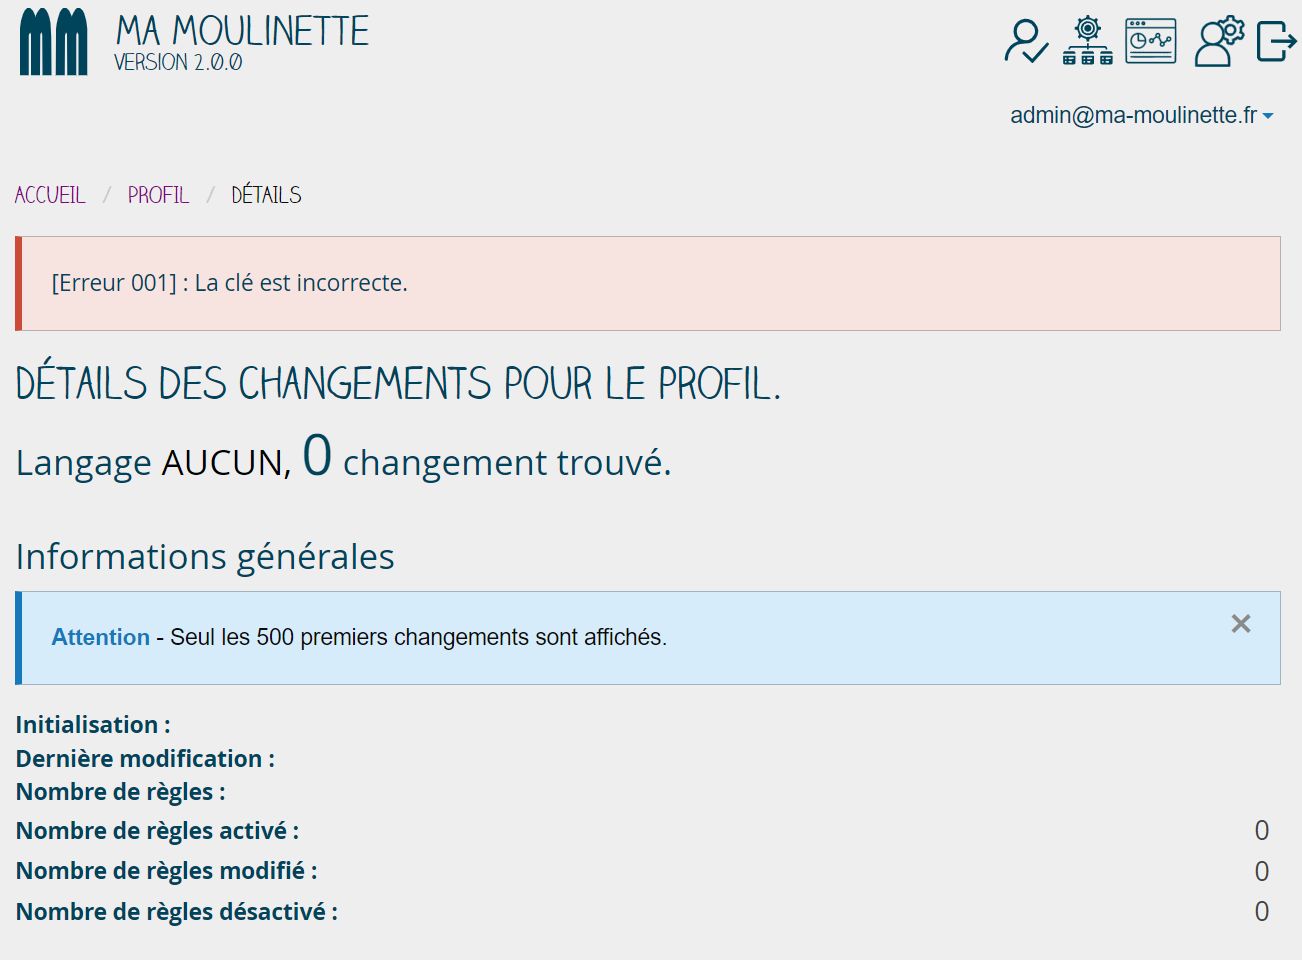 MA MOULINETTE
VERSION 2.0.0
admin@ma-moulinette.fr
ACCUEIL / PROFIL / DÉTAILS
[Erreur 001] : La clé est incorrecte.
DÉTAILS DES CHANGEMENTS POUR LE PROFIL.
Langage AUCUN, 0 changement trouvé.
Informations générales
Attention - Seul les 500 premiers changements sont affichés.
Initialisation :
Dernière modification :
Nombre de règles :
Nombre de règles activé : 0
Nombre de règles modifié : 0
Nombre de règles désactivé : 0